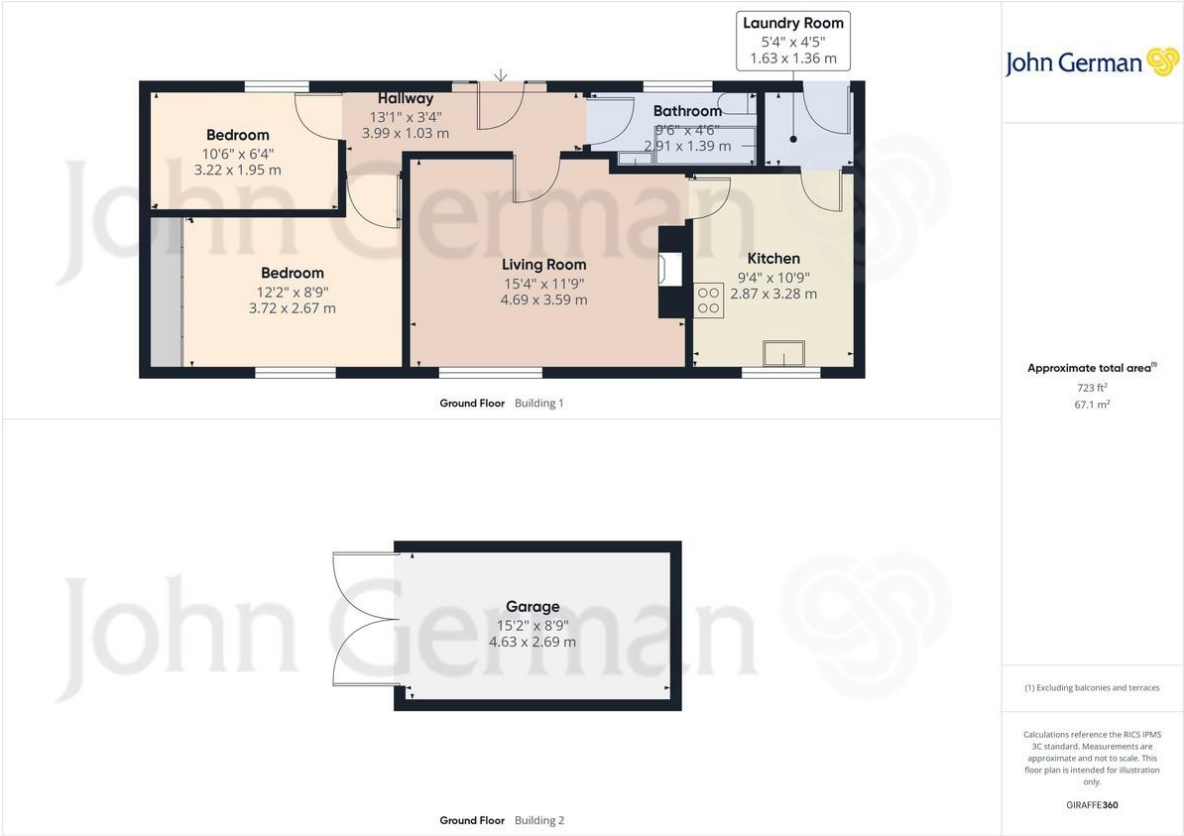 Laundry Room
5'4" x 4'5"
1.63 x 1.36 m
John German
Hallway
13'1" x 3'4"
3.99 x 1.03 m
Bathroom
9'6" x 4'6"
2.91 x 1.39 m
Bedroom
10'6" x 6'4"
3.22 x 1.95 m
John German
Bedroom
12'2" x 8'9"
3.72 x 2.67 m
Living Room
15'4" x 11'9"
4.69 x 3.59 m
Kitchen
9'4" x 10'9"
2.87 x 3.28 m
Ground Floor Building 1
Approximate total area⁽¹⁾
723 ft²
67.1 m²
John German
Garage
15'2" x 8'9"
4.63 x 2.69 m
Ground Floor Building 2
(1) Excluding balconies and terraces
Calculations reference the RICS IPMS
3C standard. Measurements are
approximate and not to scale. This
floor plan is intended for illustration
only.
GIRAFFE360